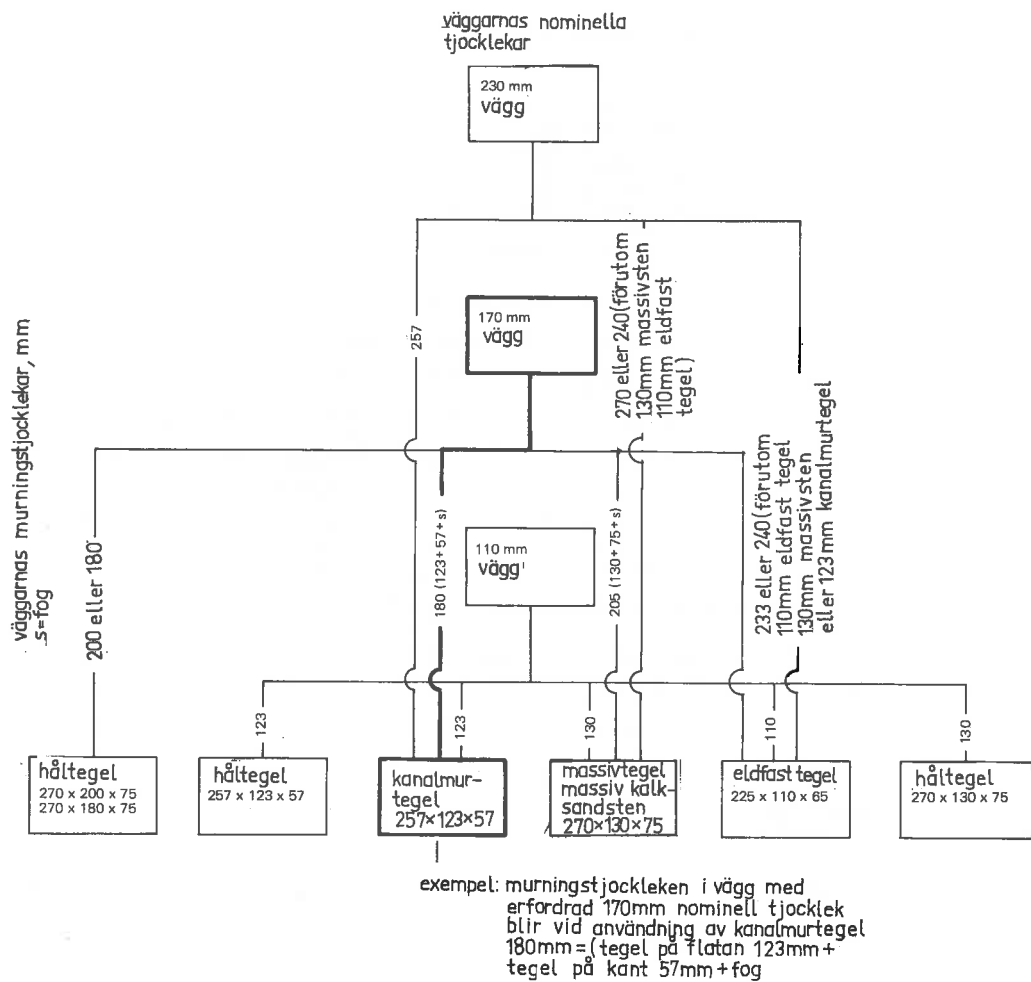 väggarnas nominella
tjocklekar
230 mm
vägg
257
270 eller 240 (förutom
130mm massivsten
110mm eldfast
tegel)
170 mm
vägg
väggarnas murningstjocklekar, mm
s=fog
200 eller 180
180 (123+57+s)
110 mm
vägg
205 (130+75+s)
233 eller 240 (förutom
110mm eldfast tegel
130mm massivsten
eller 123mm kanalmurtegel
123
123
130
110
130
håltegel
270 x 200 x 75
270 x 180 x 75
håltegel
257 x 123 x 57
kanalmur-
tegel
257×123×57
massivtegel
massiv kalk-
sandsten
270×130×75
eldfast tegel
225 x 110 x 65
håltegel
270 x 130 x 75
exempel: murningstjockleken i vägg med
erfordrad 170mm nominell tjocklek
blir vid användning av kanalmurtegel
180mm=(tegel på flatan 123mm+
tegel på kant 57mm+fog